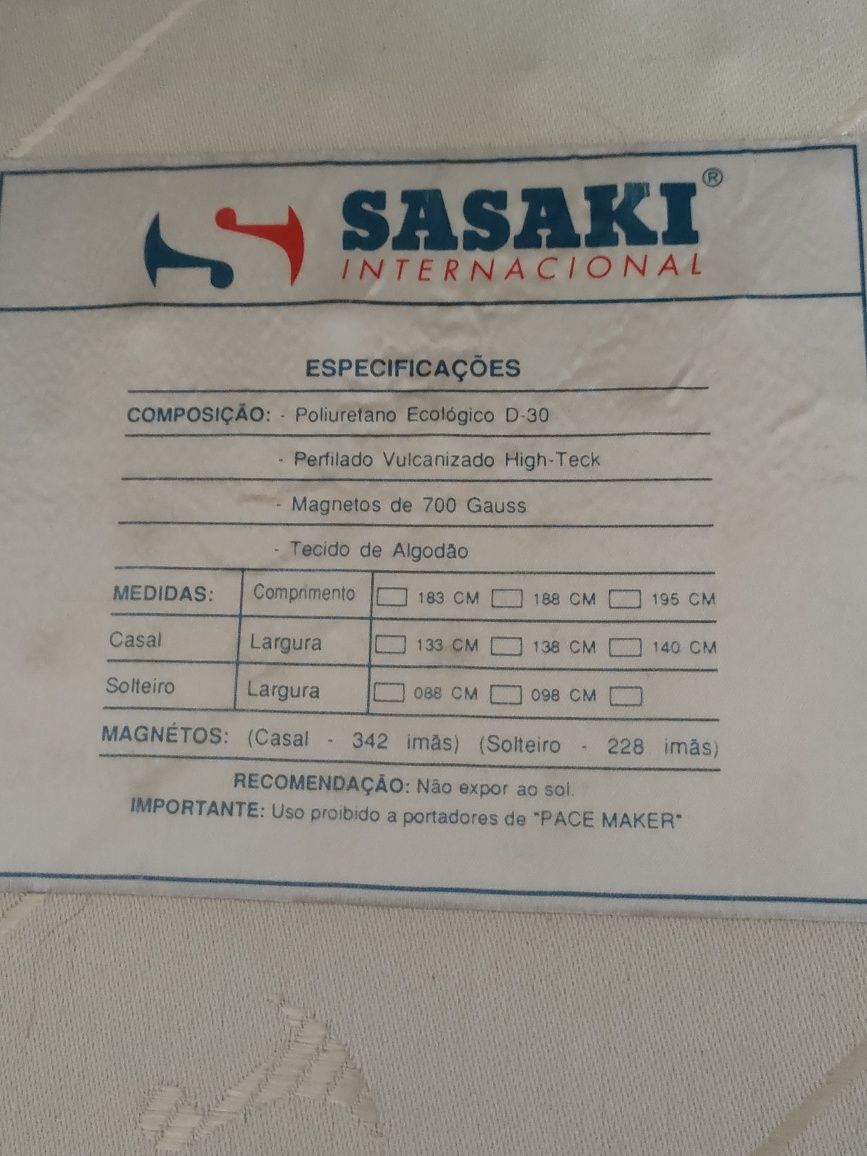 SASAKI®
INTERNACIONAL
ESPECIFICAÇÕES
COMPOSIÇÃO: - Poliuretano Ecológico D-30
- Perfilado Vulcanizado High-Teck
- Magnetos de 700 Gauss
- Tecido de Algodão
MEDIDAS: Comprimento 183 CM 188 CM 195 CM
Casal Largura 133 CM 138 CM 140 CM
Solteiro Largura 088 CM 098 CM
MAGNÉTOS: (Casal - 342 imãs) (Solteiro - 228 imãs)
RECOMENDAÇÃO: Não expor ao sol.
IMPORTANTE: Uso proibido a portadores de "PACE MAKER"